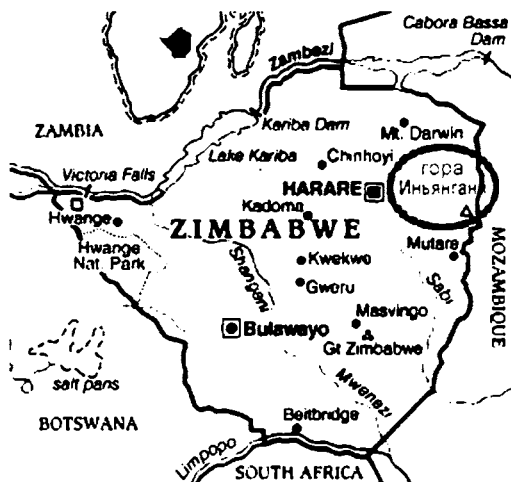 Cabora Bassa
Dam
Zambezi
ZAMBIA
Kariba Dam
Mt. Darwin
Lake Kariba
Chinhoyi
гора
Иньянгани
Victoria Falls
HARARE
Hwange
Kadoma
ZIMBABWE
Hwange
Nat. Park
Mutare
MOZAMBIQUE
Shangani
Kwekwe
Sabi
Gweru
Masvingo
Bulawayo
Gt Zimbabwe
salt pans
Mwenezi
BOTSWANA
Beitbridge
Limpopo
SOUTH AFRICA